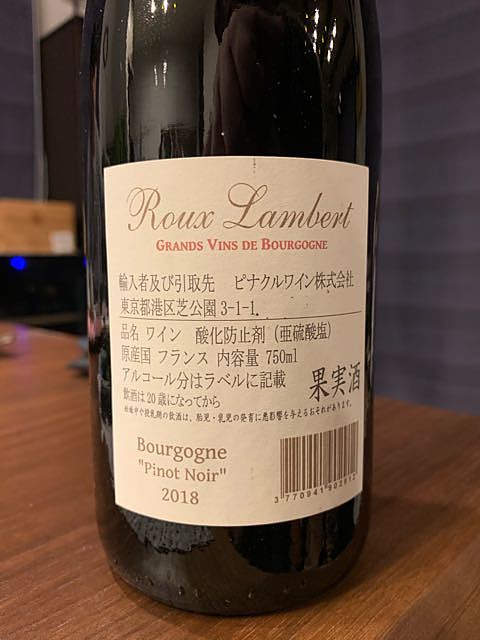 Roux Lambert
GRANDS VINS DE BOURGOGNE
輸入者及び引取先 ピナクルワイン株式会社
東京都港区芝公園 3-1-1.
品名 ワイン 酸化防止剤（亜硫酸塩）
原産国 フランス 内容量 750ml
アルコール分はラベルに記載
果実酒
飲酒は20歳になってから
妊娠中や授乳期の飲酒は、胎児・乳児の発育に悪影響を与えるおそれがあります。
Bourgogne
"Pinot Noir"
2018
3 770941 902612